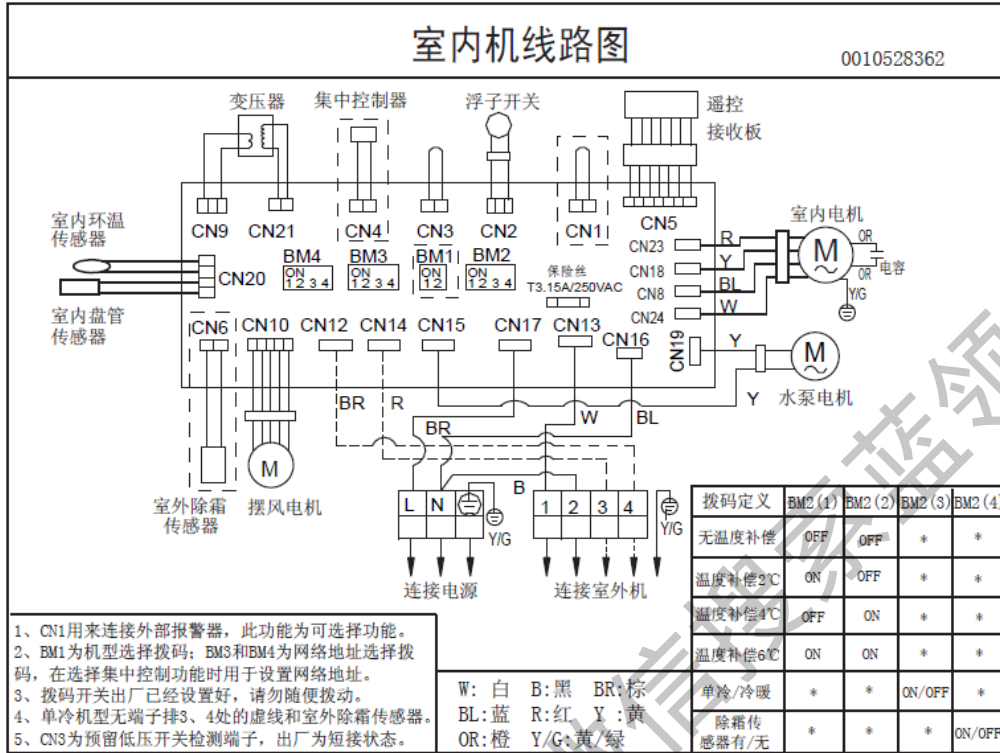 室内机线路图
0010528362
变压器 集中控制器 浮子开关 遥控
接收板
室内环温
传感器
室内盘管
传感器
CN9 CN21 CN4 CN3 CN2 CN1 CN5
室内电机
CN23 R
CN18 Y
CN8 BL
CN24 W
M
OR
OR
电容
Y/G
CN20
BM4 BM3 BM1 BM2
ON ON ON ON
1 2 3 4 1 2 3 4 1 2 1 2 3 4
保险丝
T3.15A/250VAC
CN6 CN10 CN12 CN14 CN15 CN17 CN13
CN16
CN19
Y
M
Y 水泵电机
BR R BR W BL
M
室外除霜
传感器
摆风电机
B
L N 1 2 3 4
Y/G Y/G
连接电源 连接室外机
拨码定义 BM2(1) BM2(2) BM2(3) BM2(4)
无温度补偿 OFF OFF * *
温度补偿2℃ ON OFF * *
温度补偿4℃ OFF ON * *
温度补偿6℃ ON ON * *
单冷/冷暖 * * ON/OFF *
除霜传
感器有/无 * * * ON/OFF
1、CN1用来连接外部报警器，此功能为可选择功能。
2、BM1为机型选择拨码；BM3和BM4为网络地址选择拨
码，在选择集中控制功能时用于设置网络地址。
3、拨码开关出厂已经设置好，请勿随便拨动。
4、单冷机型无端子排3、4处的虚线和室外除霜传感器。
5、CN3为预留低压开关检测端子，出厂为短接状态。
W: 白 B:黑 BR:棕
BL:蓝 R:红 Y :黄
OR:橙 Y/G:黄/绿
微信搜索蓝领